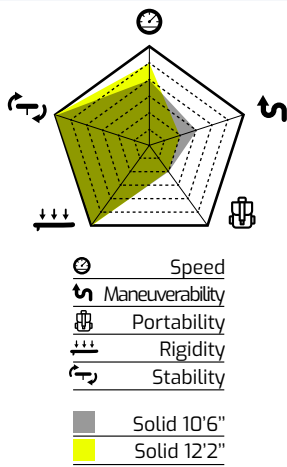 Speed
Maneuverability
Portability
Rigidity
Stability
Solid 10'6’’
Solid 12'2’’